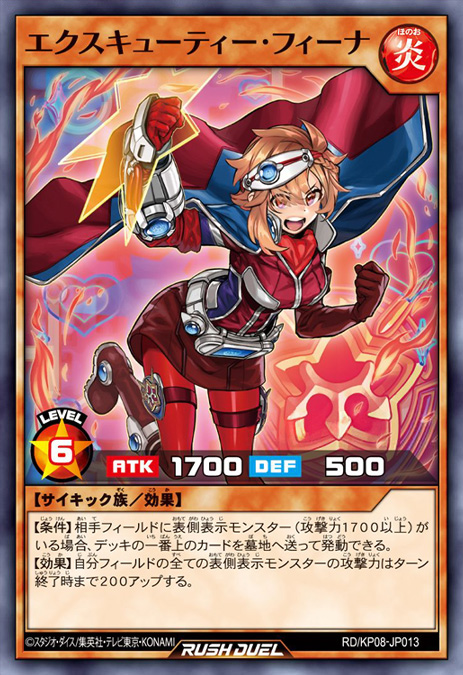 エクスキューティー・フィーナ
ほのお
炎
LEVEL
6
ATK 1700 DEF 500
【サイキック族/効果】
【条件】相手フィールドに表側表示モンスター(攻撃力1700以上)が
いる場合、デッキの一番上のカードを墓地へ送って発動できる。
【効果】自分フィールドの全ての表側表示モンスターの攻撃力はターン
終了時まで200アップする。
©スタジオ・ダイス/集英社・テレビ東京・KONAMI
RUSH DUEL
RD/KP08-JP013